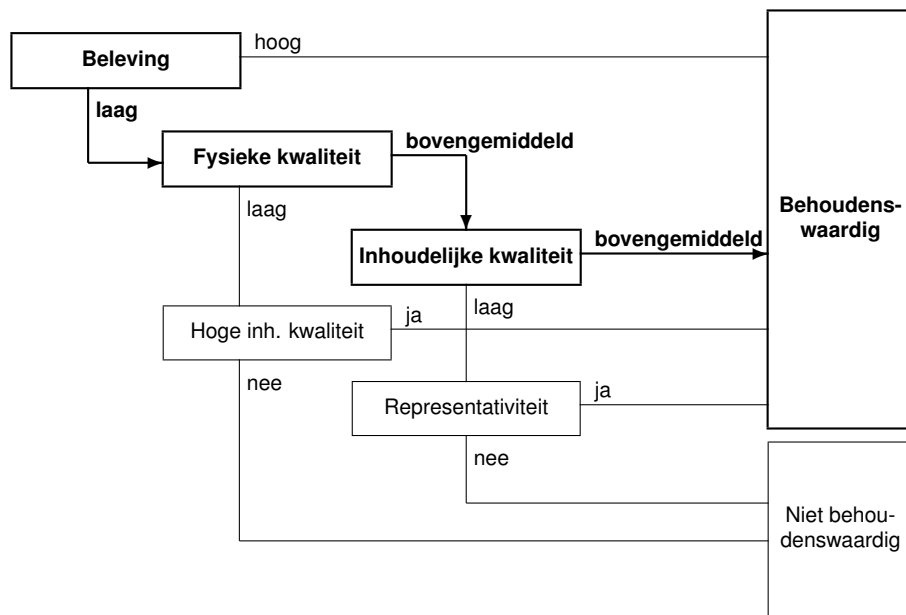 hoog
Beleving
laag
Fysieke kwaliteit
bovengemiddeld
laag
Behoudens-
waardig
Inhoudelijke kwaliteit
bovengemiddeld
laag
Hoge inh. kwaliteit
ja
nee
Representativiteit
ja
nee
Niet behou-
denswaardig